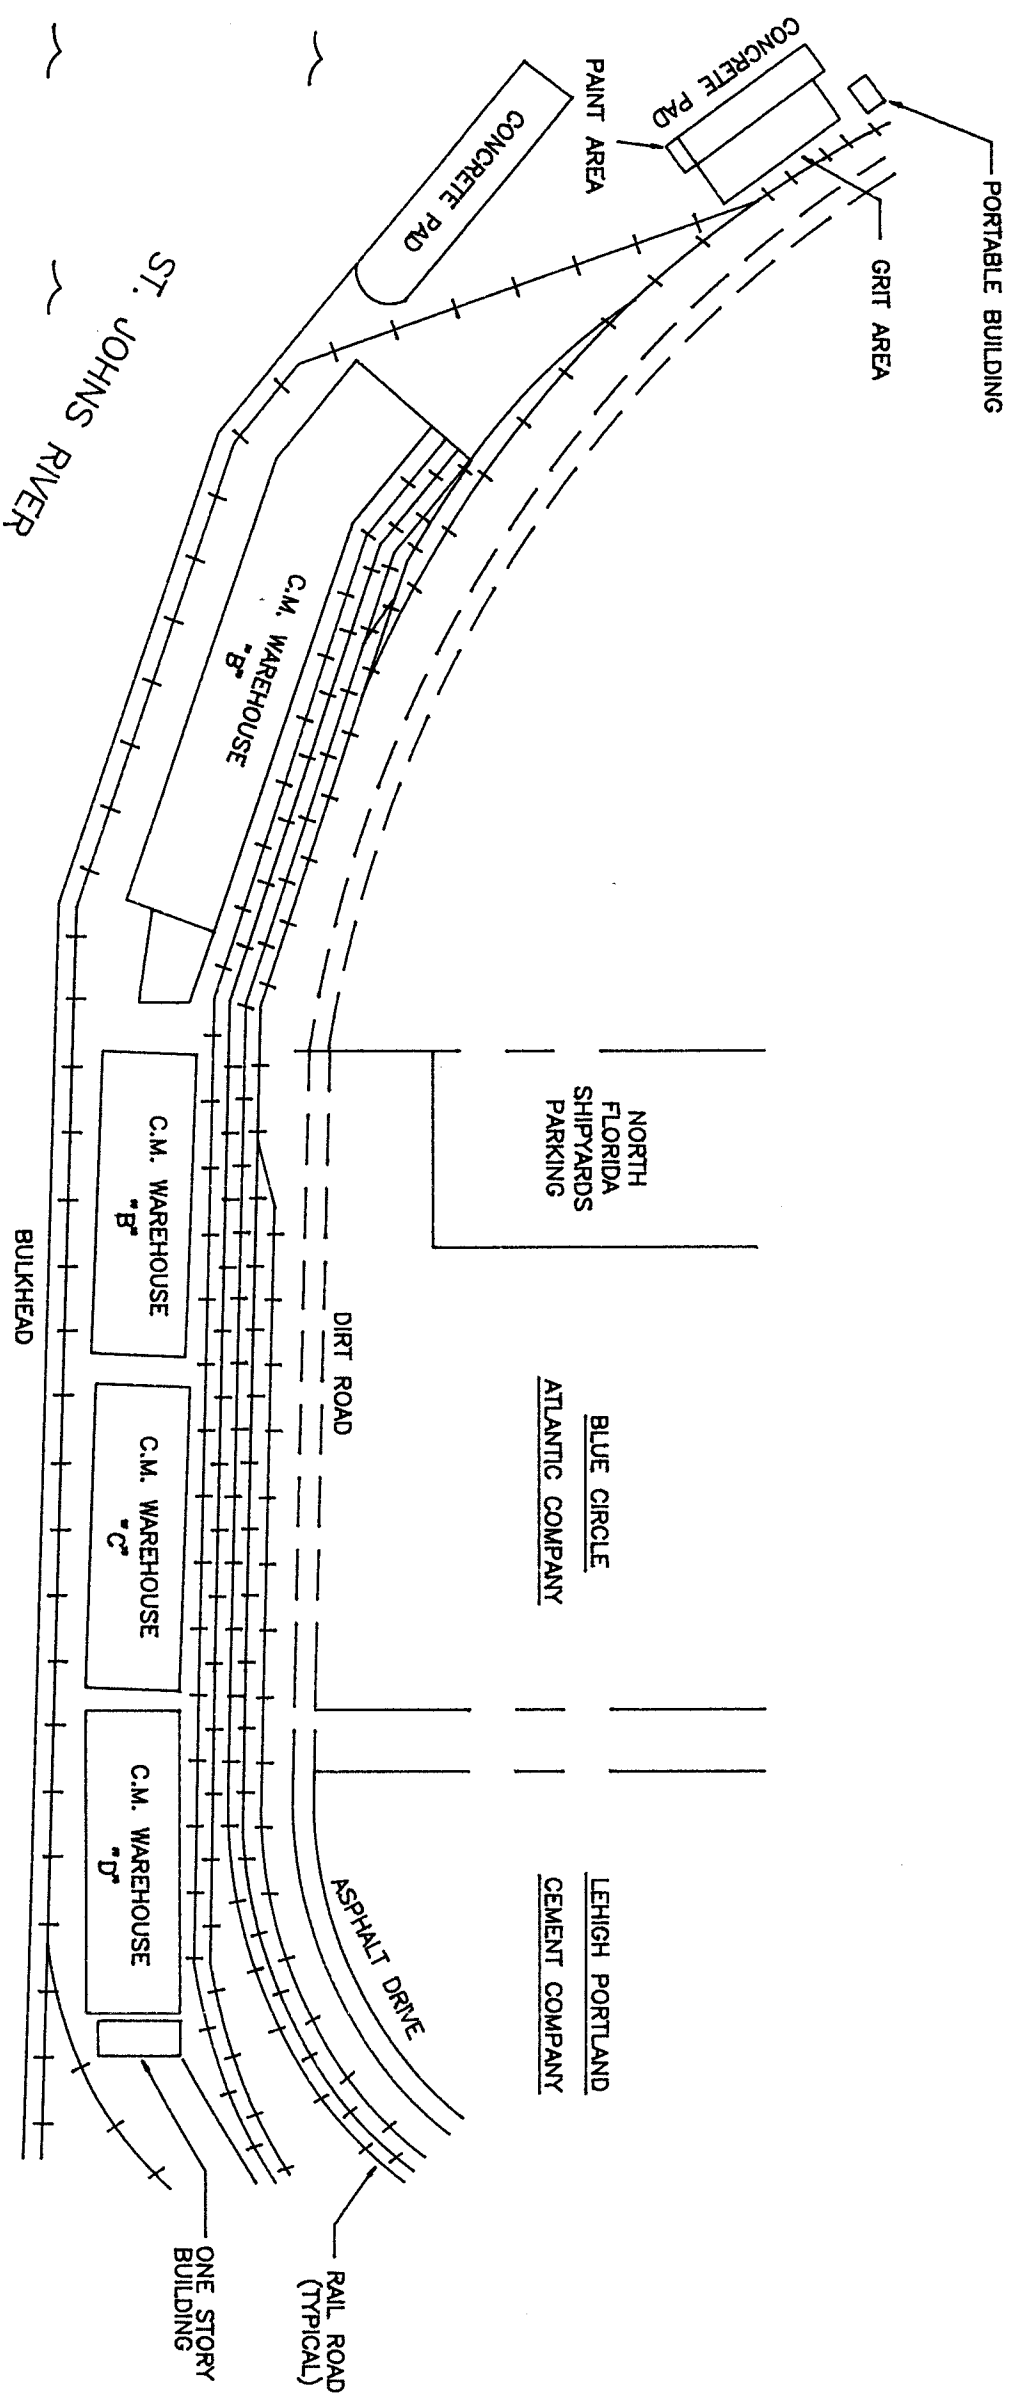 PORTABLE BUILDING
GRIT AREA
CONCRETE PAD
PAINT AREA
CONCRETE PAD
ST. JOHNS RIVER
C.M. WAREHOUSE
"B"
NORTH
FLORIDA
SHIPYARDS
PARKING
BLUE CIRCLE
ATLANTIC COMPANY
LEHIGH PORTLAND
CEMENT COMPANY
DIRT ROAD
ASPHALT DRIVE
C.M. WAREHOUSE
"B"
C.M. WAREHOUSE
"C"
C.M. WAREHOUSE
"D"
BULKHEAD
RAIL ROAD
(TYPICAL)
ONE STORY
BUILDING